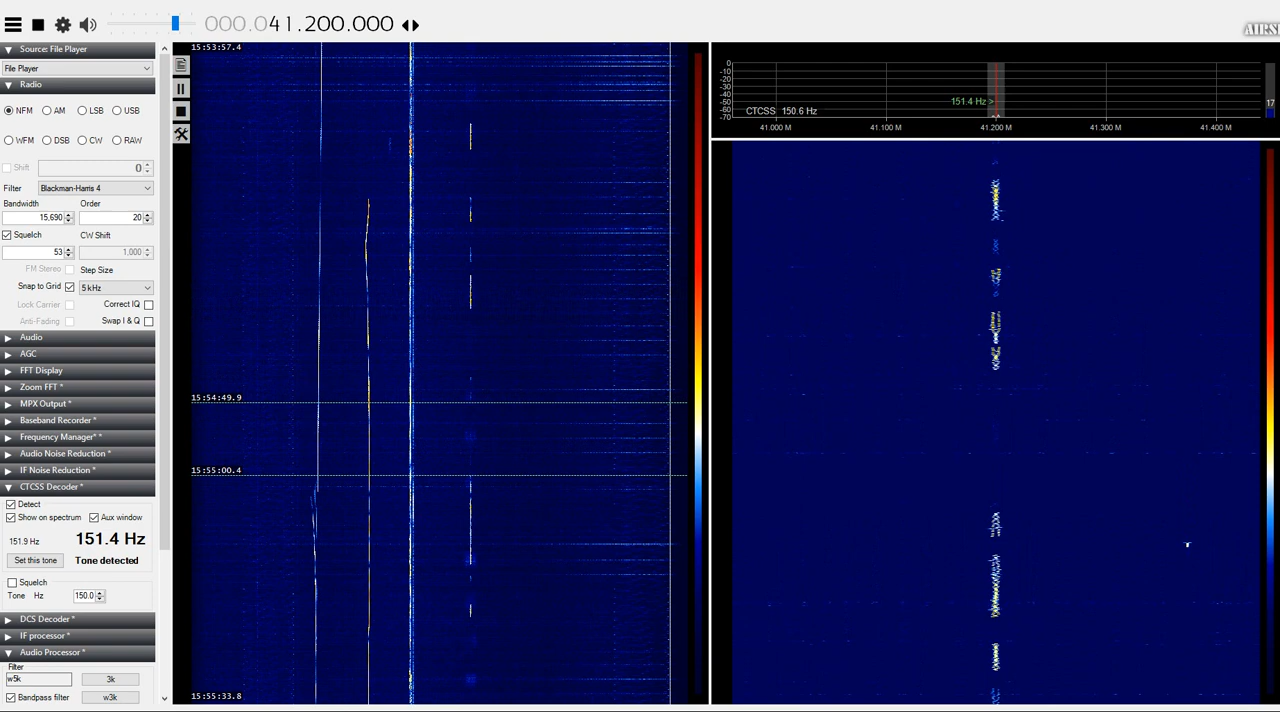 000.041.200.000
AIRS
Source: File Player
File Player
Radio
NFM AM LSB USB
WFM DSB CW RAW
Shift 0
Filter Blackman-Harris 4
Bandwidth Order
15,690 20
Squelch CW Shift
53 1,000
FM Stereo Step Size
Snap to Grid 5 kHz
Lock Carrier Correct IQ
Anti-Fading Swap I & Q
Audio
AGC
FFT Display
Zoom FFT *
MPX Output *
Baseband Recorder *
Frequency Manager* *
Audio Noise Reduction *
IF Noise Reduction *
CTCSS Decoder *
Detect
Show on spectrum Aux window
151.9 Hz 151.4 Hz
Set this tone Tone detected
Squelch
Tone Hz 150.0
DCS Decoder *
IF processor *
Audio Processor *
Filter
w5k 3k
Bandpass filter w3k
15:53:57.4
15:54:49.9
15:55:00.4
15:55:33.8
0
-10
-20
-30
-40
-50
-60
-70
151.4 Hz >
CTCSS 150.6 Hz
17
41.000 M 41.100 M 41.200 M 41.300 M 41.400 M